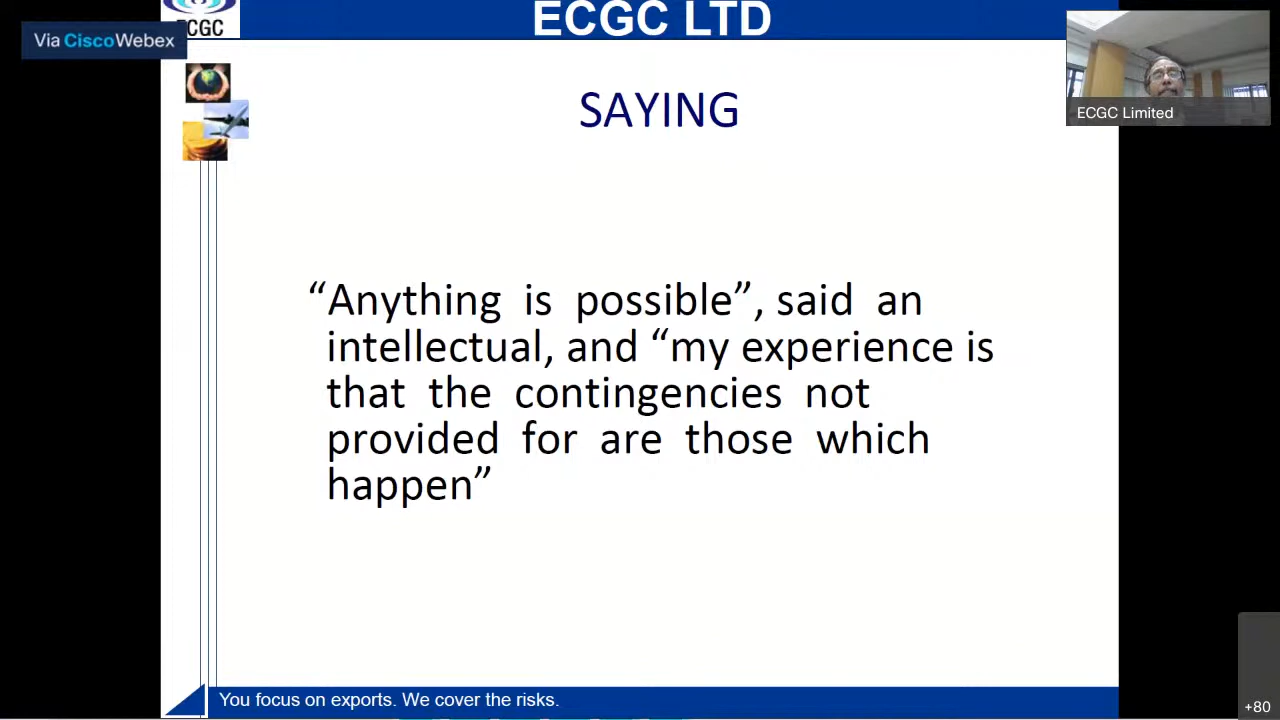 ECGC LTD
ECGC
Via CiscoWebex
ECGC Limited
SAYING
“Anything is possible”, said an
intellectual, and “my experience is
that the contingencies not
provided for are those which
happen”
You focus on exports. We cover the risks.
+80